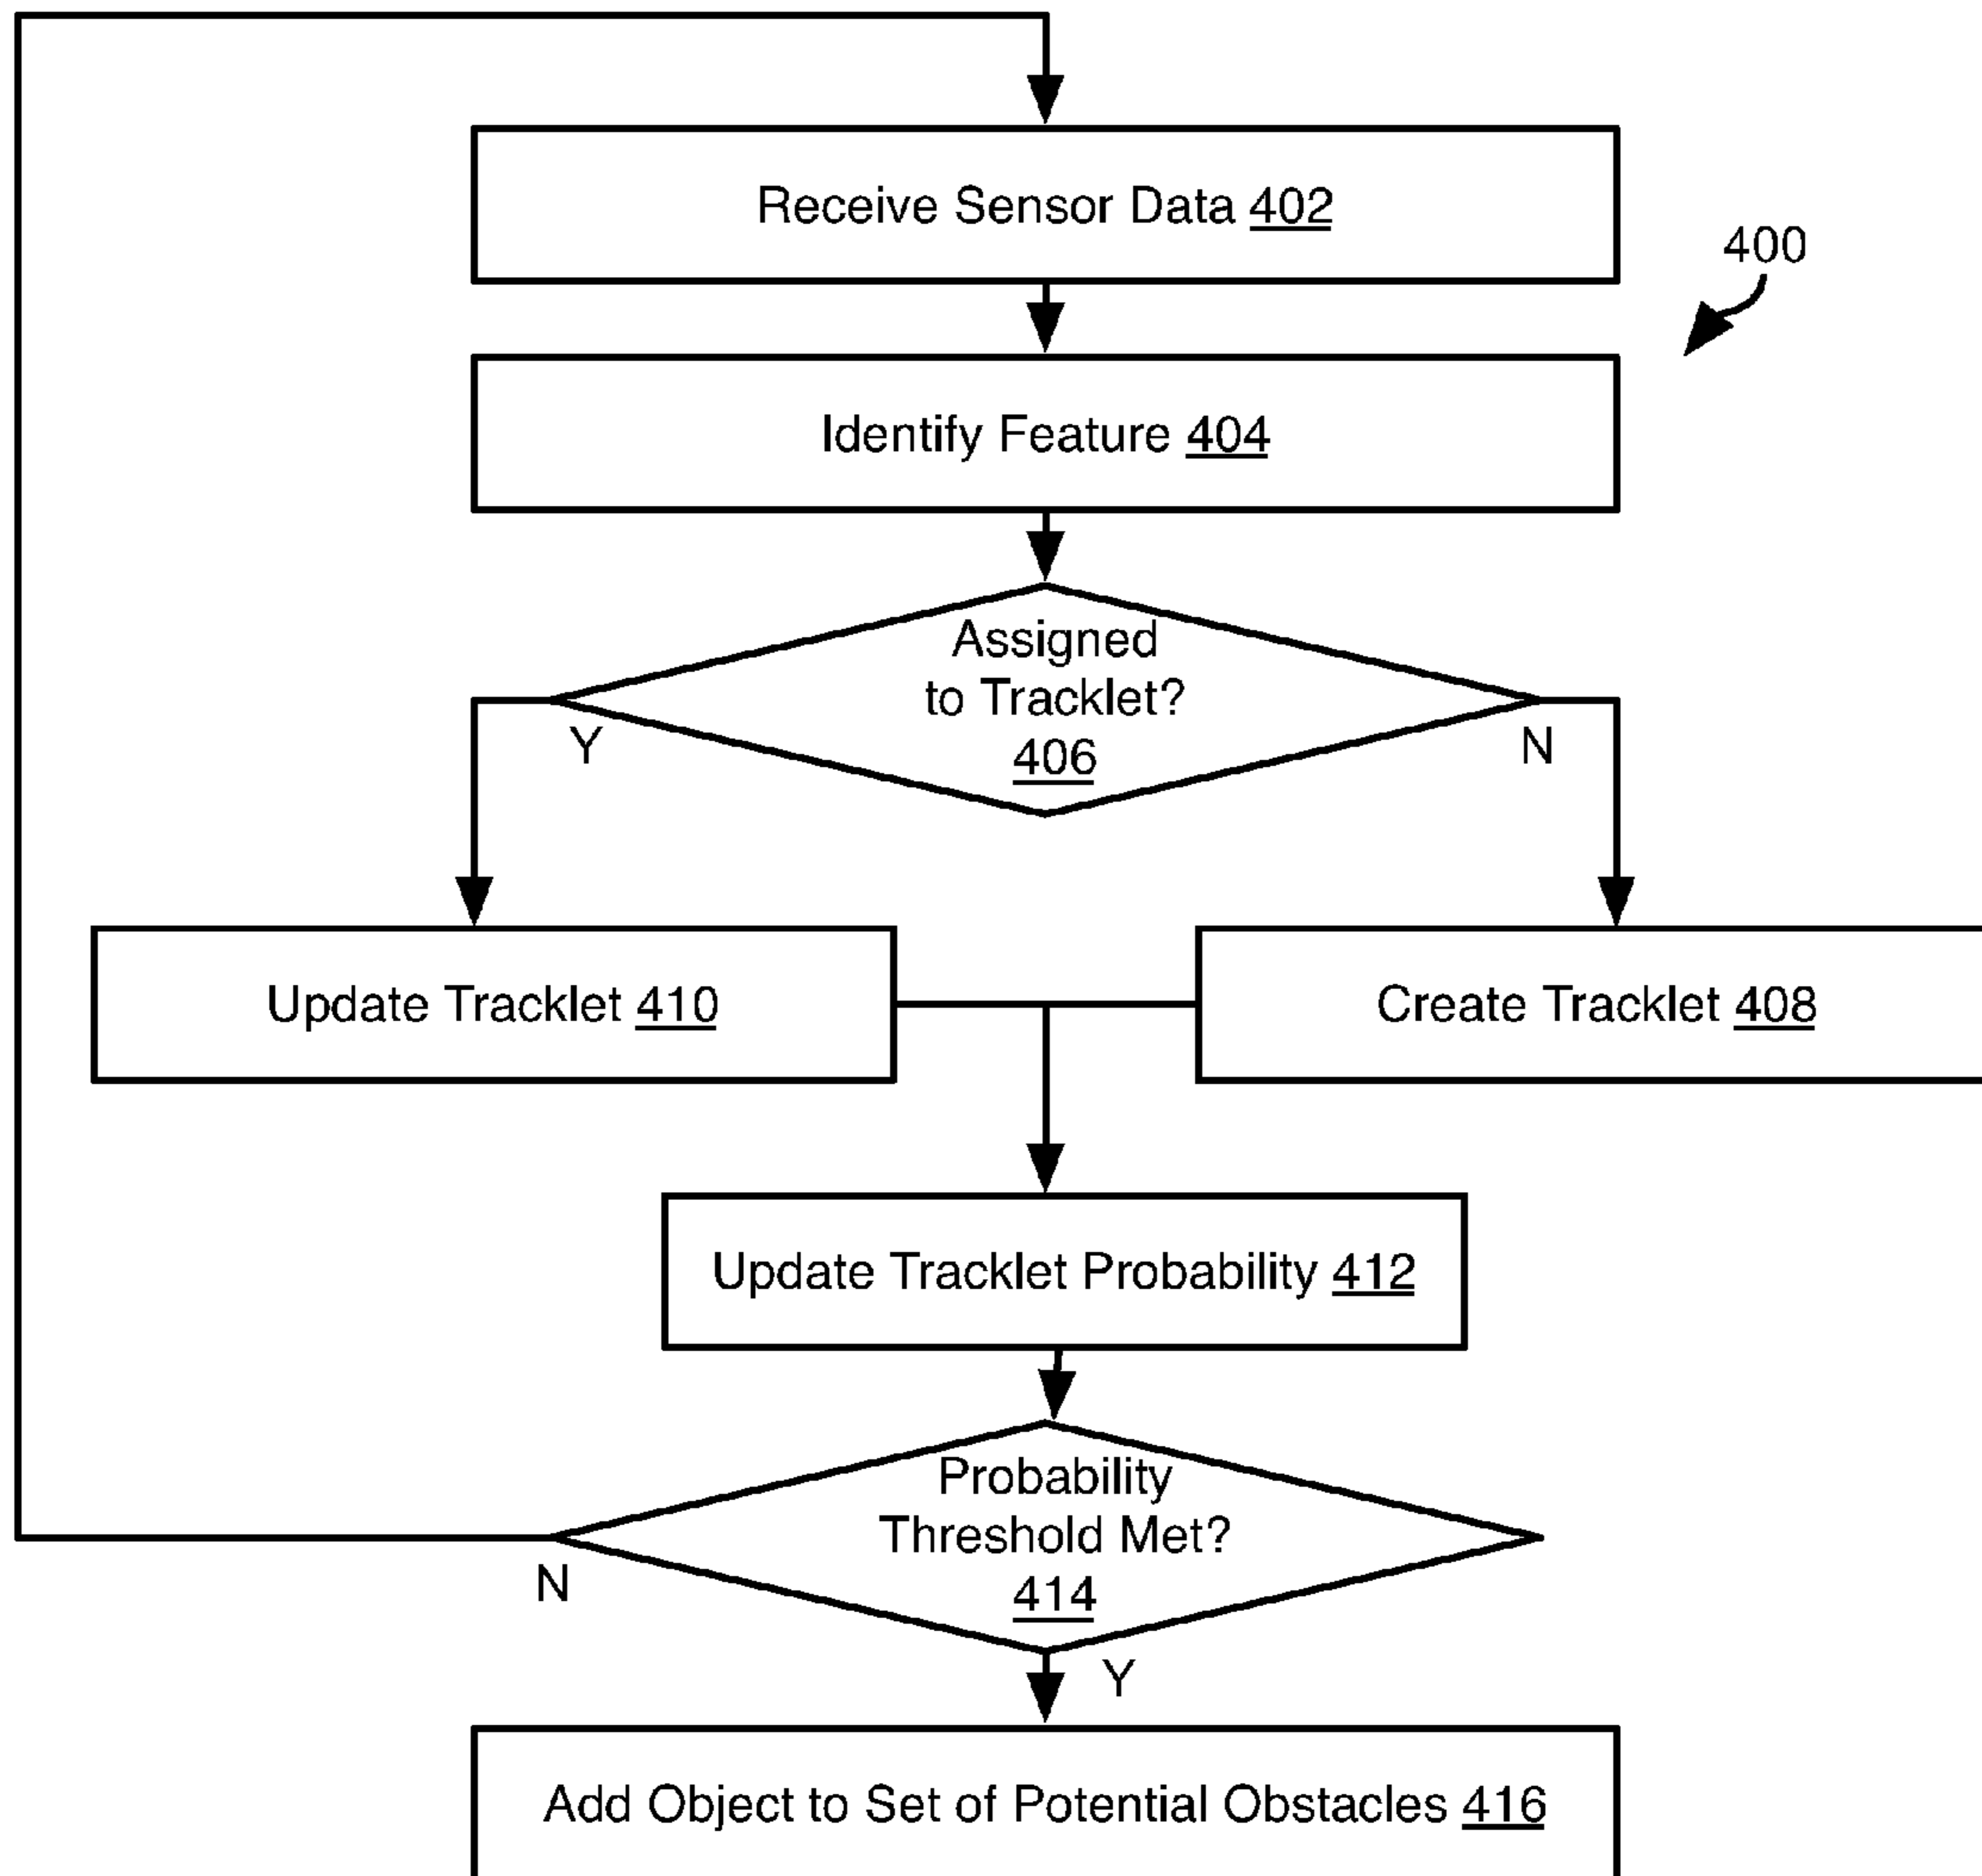 Receive Sensor Data 402
400
Identify Feature 404
Assigned
to Tracklet?
406
Y
N
Update Tracklet 410
Create Tracklet 408
Update Tracklet Probability 412
Probability
Threshold Met?
414
N
Y
Add Object to Set of Potential Obstacles 416